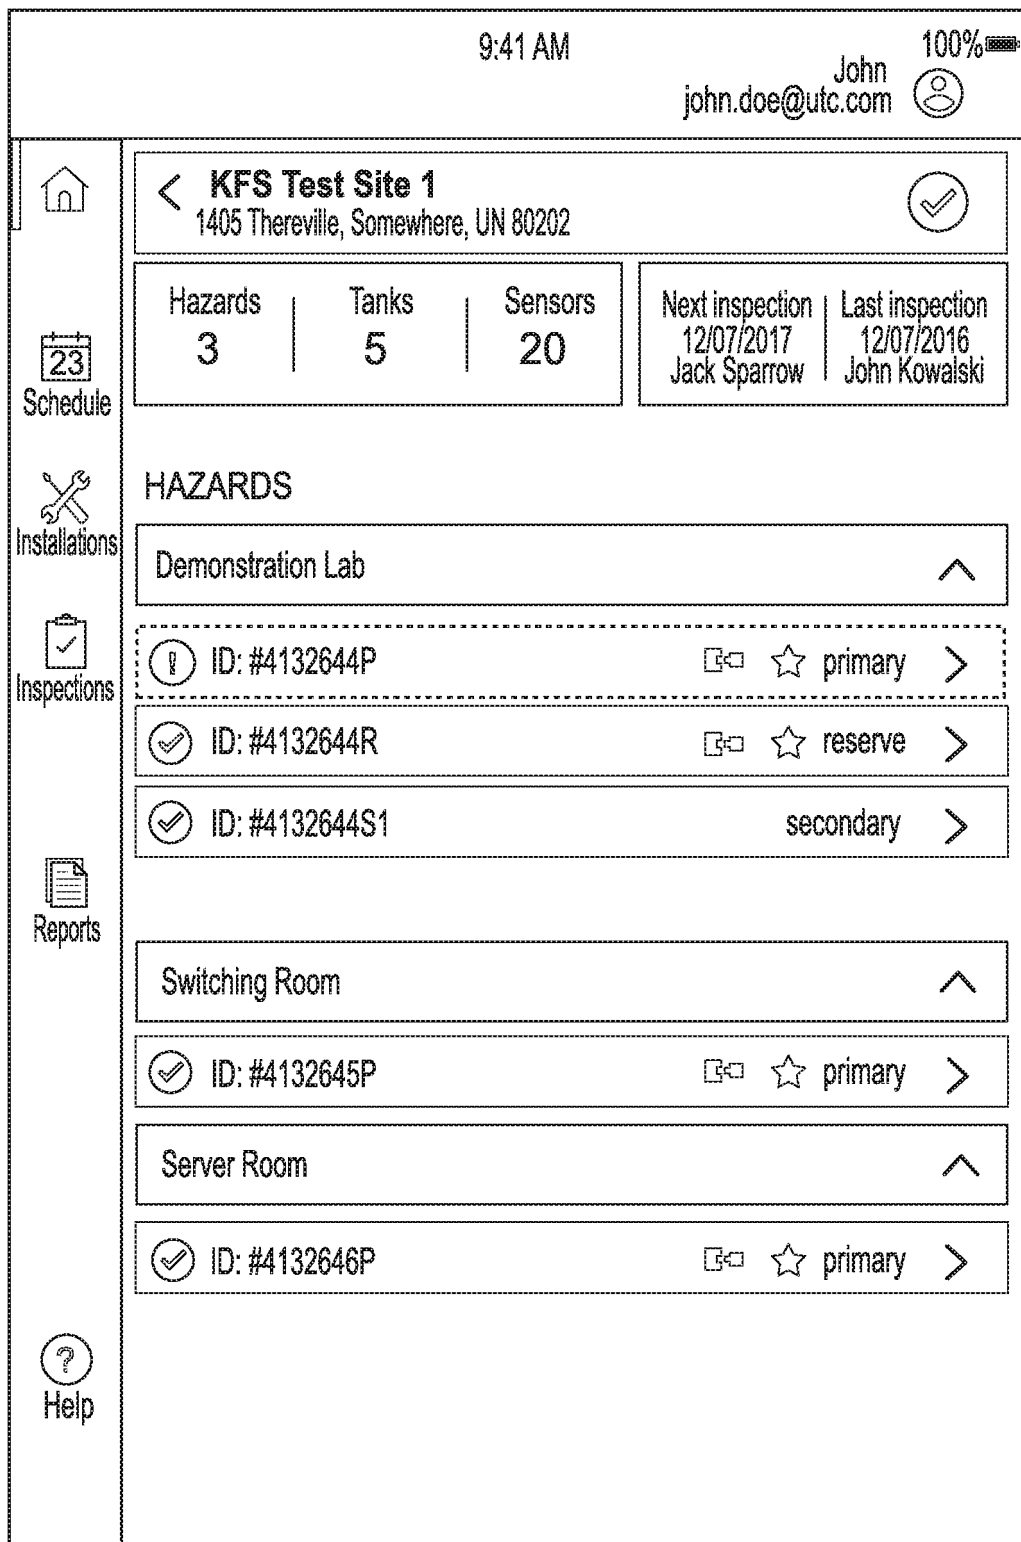 9:41 AM
100%
John
john.doe@utc.com
KFS Test Site 1
1405 Thereville, Somewhere, UN 80202
Hazards
3
Tanks
5
Sensors
20
Next inspection
12/07/2017
Jack Sparrow
Last inspection
12/07/2016
John Kowalski
23
Schedule
Installations
Inspections
Reports
?
Help
HAZARDS
Demonstration Lab
! ID: #4132644P primary
ID: #4132644R reserve
ID: #4132644S1 secondary
Switching Room
ID: #4132645P primary
Server Room
ID: #4132646P primary